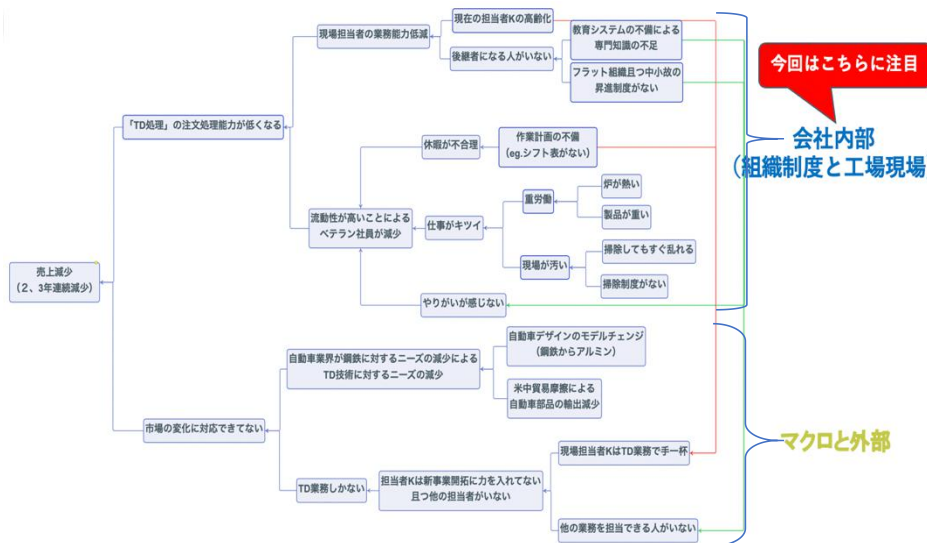 現在の担当者Kの高齢化
現場担当者の業務能力低減
後継者になる人がいない
教育システムの不備による
専門知識の不足
フラット組織且つ中小故の
昇進制度がない
今回はこちらに注目
会社内部
（組織制度と工場現場
「TD処理」の注文処理能力が低くなる
休暇が不合理
作業計画の不備
（eg.シフト表がない）
流動性が高いことによる
ベテラン社員が減少
仕事がキツイ
重労働
炉が熱い
製品が重い
現場が汚い
掃除してもすぐ乱れる
掃除制度がない
やりがいが感じない
売上減少
（２、3年連続減少）
自動車業界が鋼鉄に対するニーズの減少による
TD技術に対するニーズの減少
自動車デザインのモデルチェンジ
（鋼鉄からアルミン）
米中貿易摩擦による
自動車部品の輸出減少
市場の変化に対応できてない
マクロと外部
TD業務しかない
担当者Kは新事業開拓に力を入れてない
且つ他の担当者がいない
現場担当者KはTD業務で手一杯
他の業務を担当できる人がいない